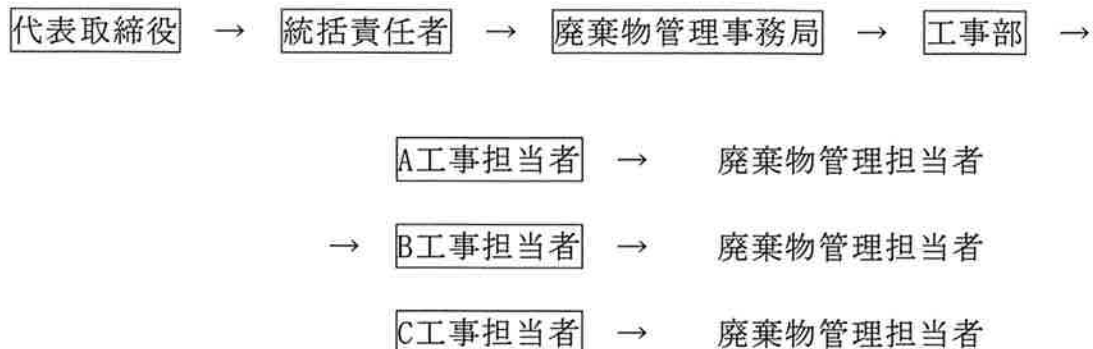 代表取締役 → 統括責任者 → 廃棄物管理事務局 → 工事部 →
A工事担当者 → 廃棄物管理担当者
→ B工事担当者 → 廃棄物管理担当者
C工事担当者 → 廃棄物管理担当者